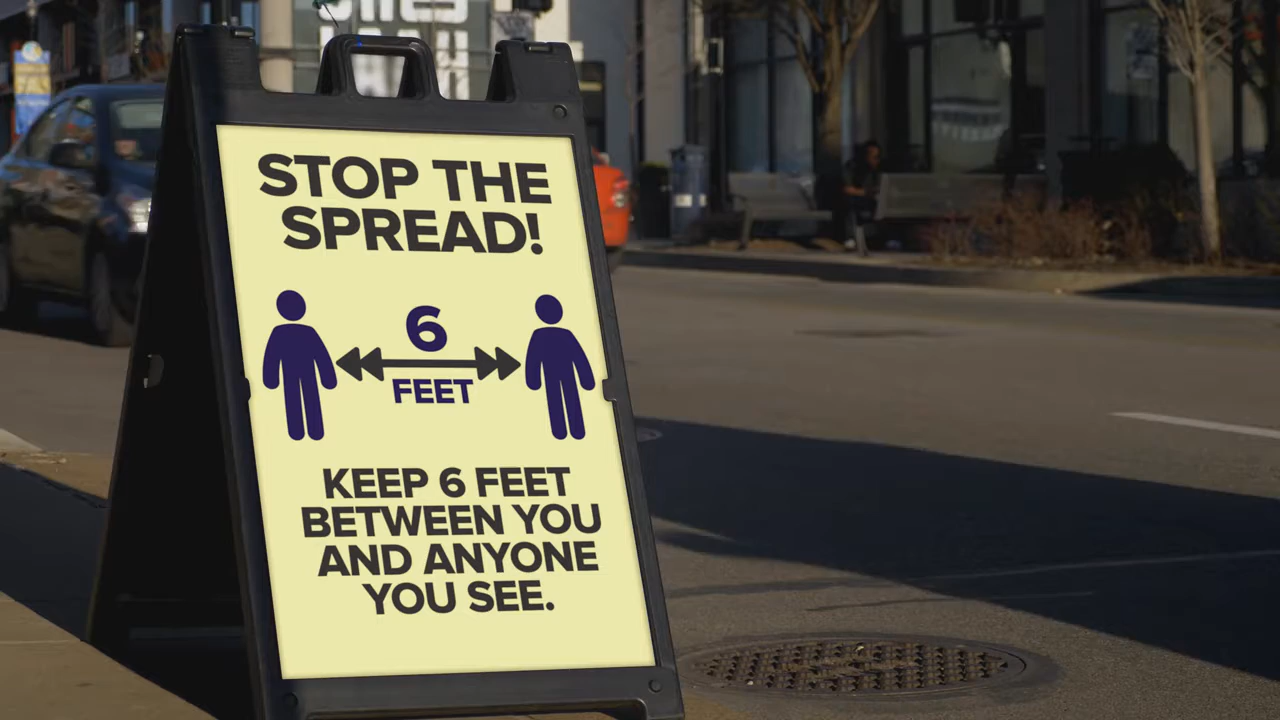 STOP THE
SPREAD!
6
FEET
KEEP 6 FEET
BETWEEN YOU
AND ANYONE
YOU SEE.